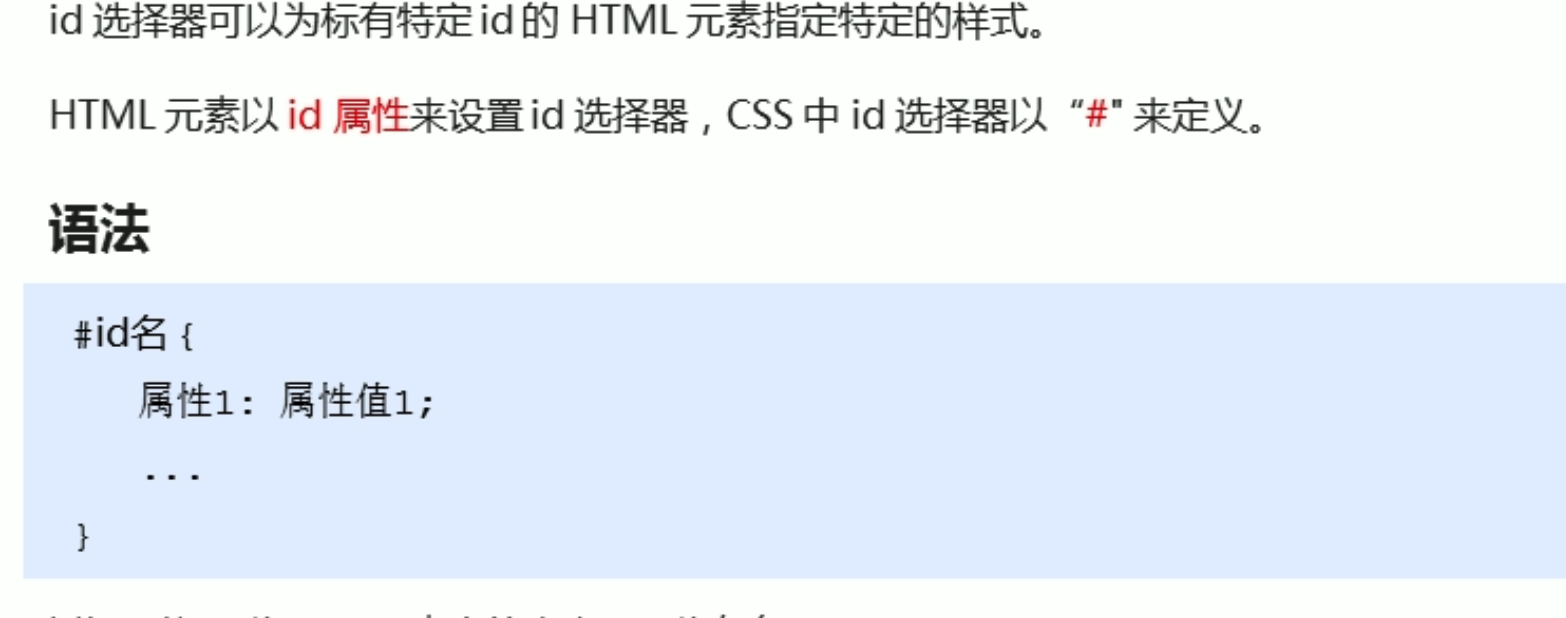 id 选择器可以为标有特定 id 的 HTML 元素指定特定的样式。
HTML 元素以 id 属性来设置 id 选择器，CSS 中 id 选择器以 “#" 来定义。
语法
#id名 {
属性1: 属性值1;
...
}